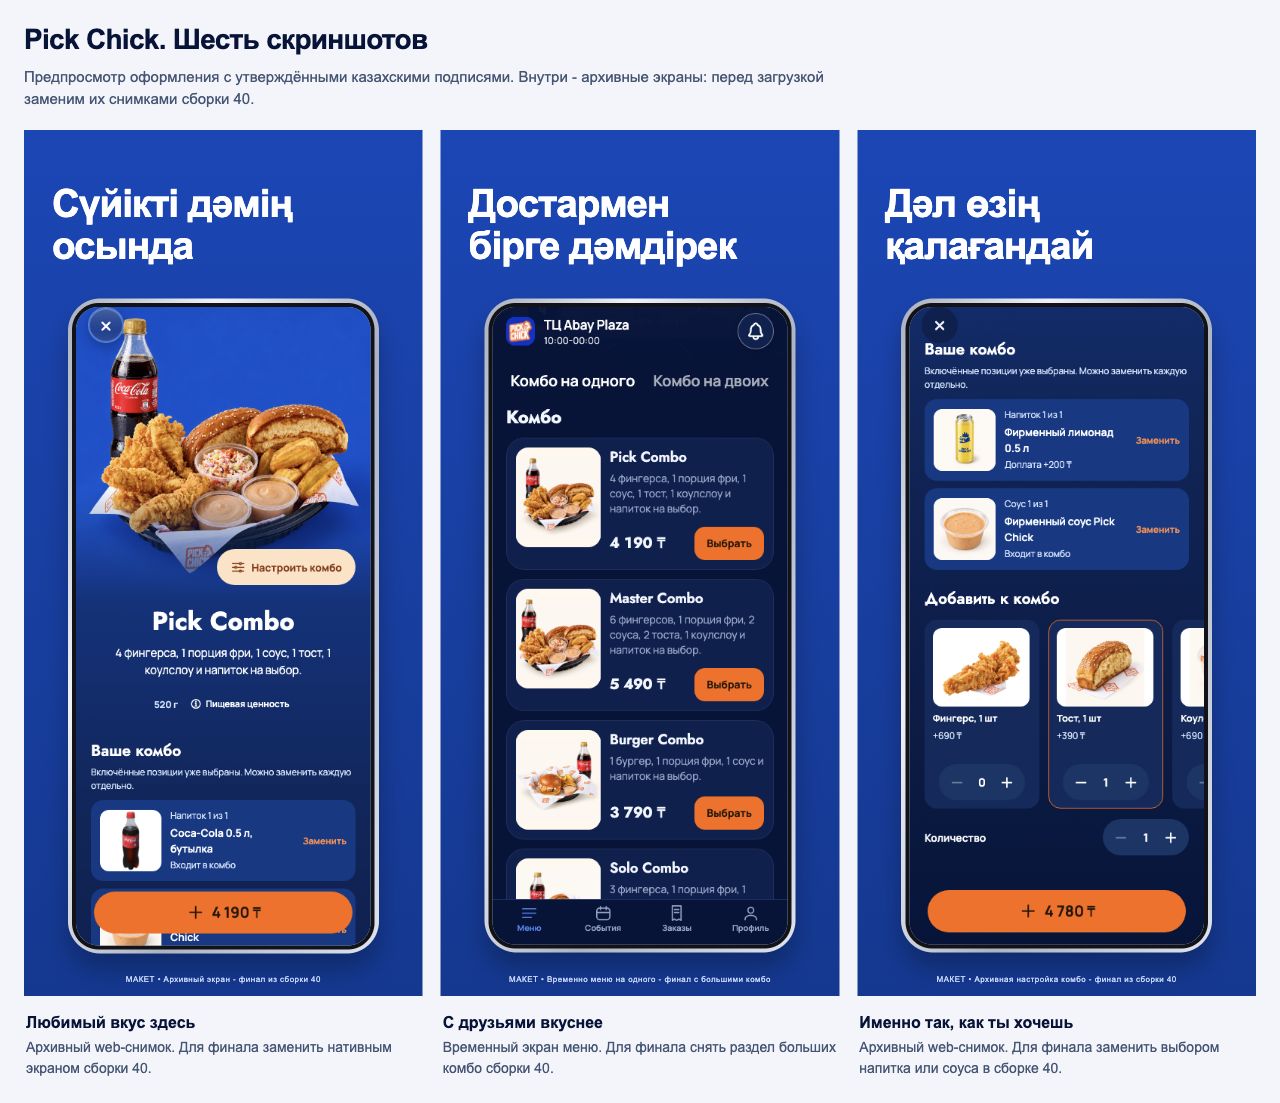 Pick Chick. Шесть скриншотов
Предпросмотр оформления с утверждёнными казахскими подписями. Внутри - архивные экраны: перед загрузкой
заменим их снимками сборки 40.
Сүйікті дәмің
осында
Coca-Cola
PICK CHICK
Настроить комбо
Pick Combo
4 фингерса, 1 порция фри, 1 соус, 1 тост, 1
коулслоу и напиток на выбор.
520 г
Пищевая ценность
Ваше комбо
Включённые позиции уже выбраны. Можно заменить каждую
отдельно.
Напиток 1 из 1
Coca-Cola 0.5 л,
бутылка
Входит в комбо
Заменить
+ 4 190 ₸
Chick
МАКЕТ • Архивный экран - финал из сборки 40
Любимый вкус здесь
Архивный web-снимок. Для финала заменить нативным
экраном сборки 40.
Достармен
бірге дәмдірек
PICK CHICK
ТЦ Abay Plaza
10:00-00:00
Комбо на одного
Комбо на двоих
Комбо
Pick Combo
4 фингерса, 1 порция фри, 1
соус, 1 тост, 1 коулслоу и
напиток на выбор.
4 190 ₸
Выбрать
Master Combo
6 фингерсов, 1 порция фри, 2
соуса, 2 тоста, 1 коулслоу и
напиток на выбор.
5 490 ₸
Выбрать
Burger Combo
1 бургер, 1 порция фри, 1 соус и
напиток на выбор.
3 790 ₸
Выбрать
Solo Combo
3 фингерса, 1 порция фри, 1
Меню
События
Заказы
Профиль
МАКЕТ • Временно меню на одного - финал с большими комбо
С друзьями вкуснее
Временный экран меню. Для финала снять раздел больших
комбо сборки 40.
Дәл өзің
қалағандай
Ваше комбо
Включённые позиции уже выбраны. Можно заменить каждую
отдельно.
Напиток 1 из 1
Фирменный лимонад
0.5 л
Доплата +200 ₸
Заменить
Соус 1 из 1
Фирменный соус Pick
Chick
Входит в комбо
Заменить
Добавить к комбо
Фингерс, 1 шт
+690 ₸
− 0 +
Тост, 1 шт
+390 ₸
− 1 +
Коул
+690
Количество
− 1 +
+ 4 780 ₸
МАКЕТ • Архивная настройка комбо - финал из сборки 40
Именно так, как ты хочешь
Архивный web-снимок. Для финала заменить выбором
напитка или соуса в сборке 40.